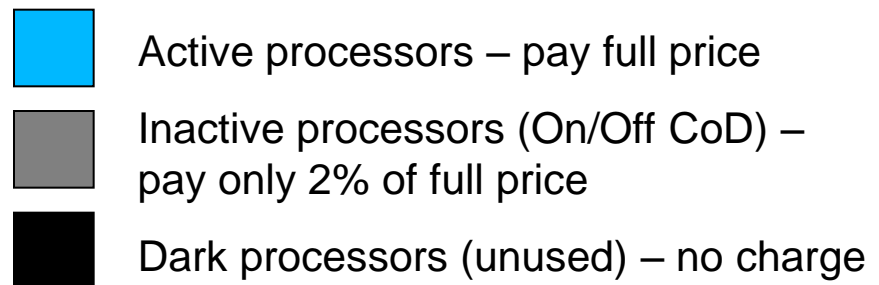 Active processors – pay full price
Inactive processors (On/Off CoD) –
pay only 2% of full price
Dark processors (unused) – no charge